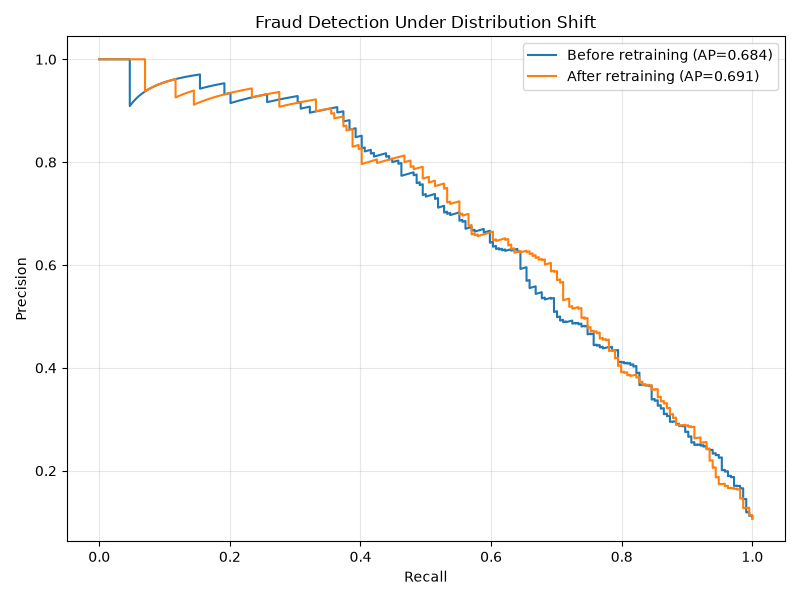 Fraud Detection Under Distribution Shift
Before retraining (AP=0.684)
After retraining (AP=0.691)
Precision
1.0
0.8
0.6
0.4
0.2
0.0
0.2
0.4
0.6
0.8
1.0
Recall